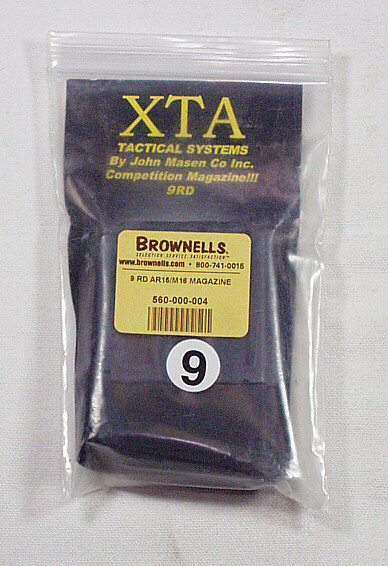 XTA
TACTICAL SYSTEMS
By John Masen Co Inc.
Competition Magazine!!!
9RD
BROWNELLS.
SELECTION SERVICE SATISFACTION
www.brownells.com • 800-741-0015
9 RD AR15/M16 MAGAZINE
560-000-004
9